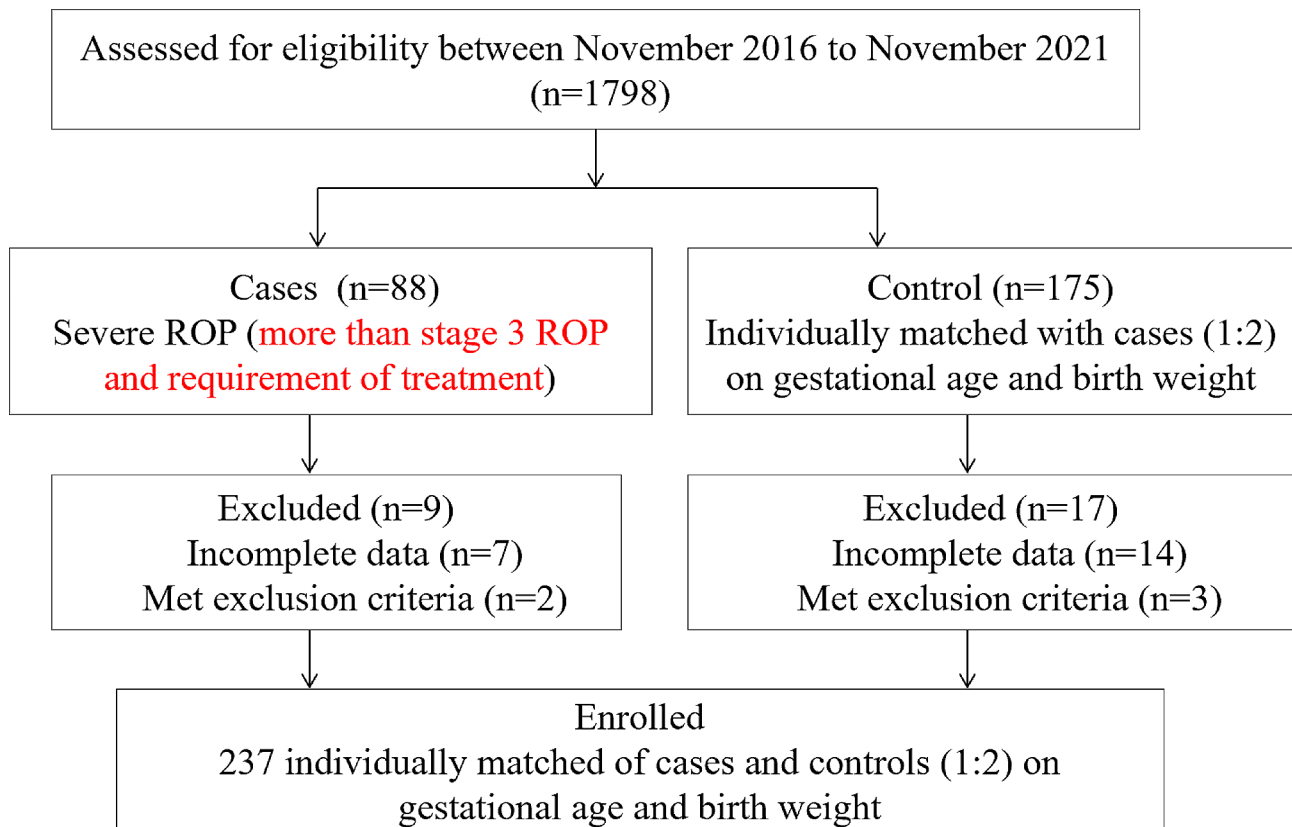 Assessed for eligibility between November 2016 to November 2021
(n=1798)
Cases (n=88)
Severe ROP (more than stage 3 ROP
and requirement of treatment)
Control (n=175)
Individually matched with cases (1:2)
on gestational age and birth weight
Excluded (n=9)
Incomplete data (n=7)
Met exclusion criteria (n=2)
Excluded (n=17)
Incomplete data (n=14)
Met exclusion criteria (n=3)
Enrolled
237 individually matched of cases and controls (1:2) on
gestational age and birth weight